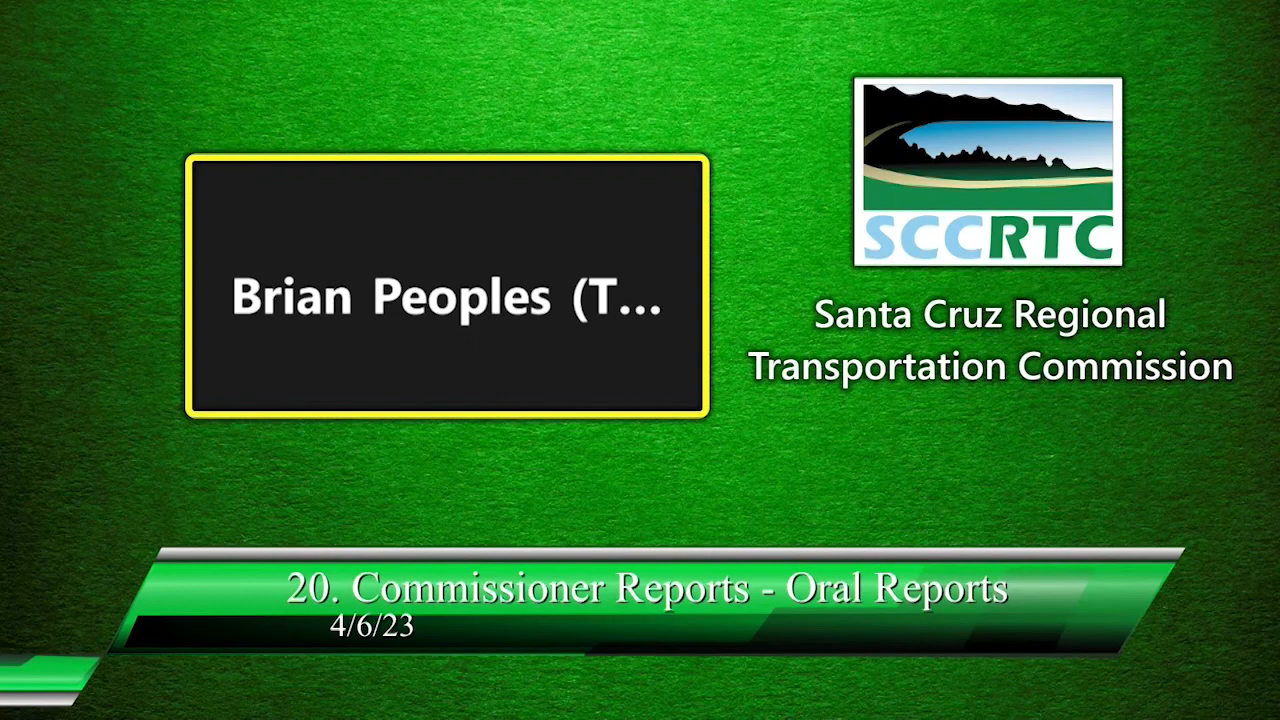 Brian Peoples (T...
SCCRTC
Santa Cruz Regional
Transportation Commission
20. Commissioner Reports - Oral Reports
4/6/23